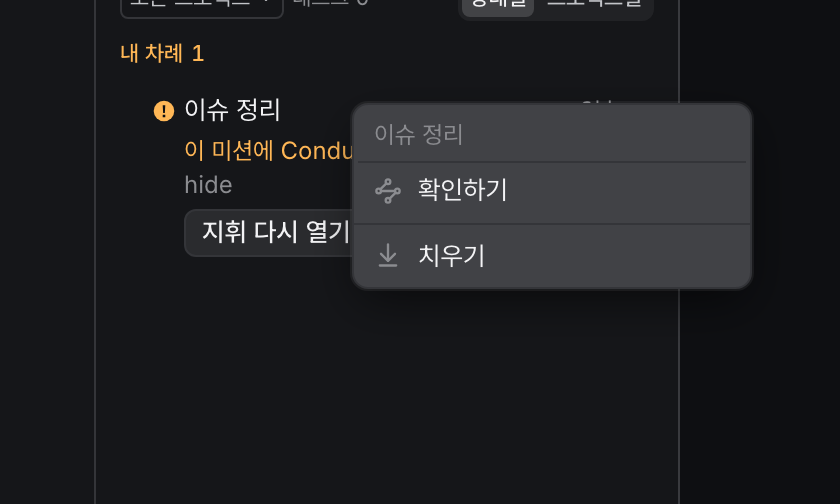 내 차례 1
이슈 정리
이 미션에 Condu
hide
지휘 다시 열기
이슈 정리
확인하기
치우기